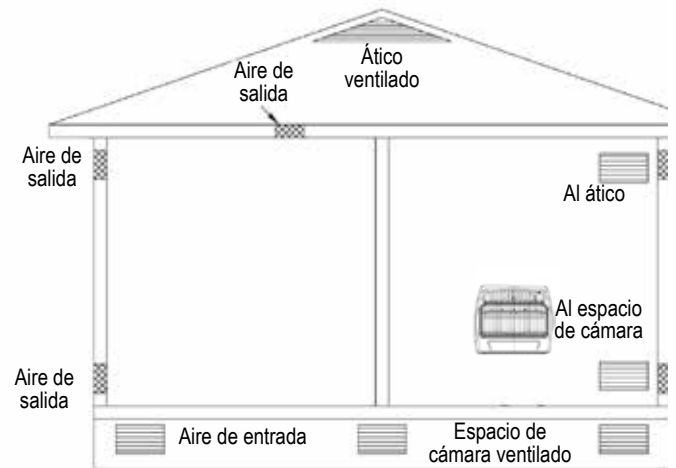 Ático
ventilado
Aire de
salida
Aire de
salida
Al ático
Al espacio
de cámara
Aire de
salida
Aire de entrada
Espacio de
cámara ventilado